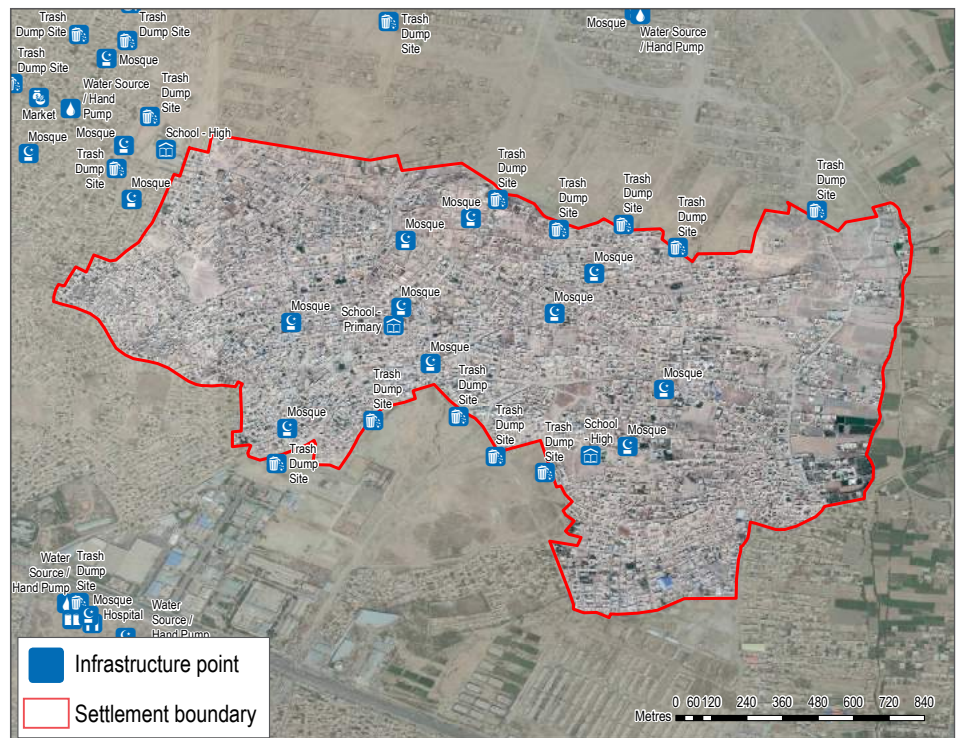 Trash
Dump Site
Trash
Dump Site
Trash
Dump
Site
Mosque
Water Source
/ Hand Pump
Trash
Dump Site
Mosque
Market
Water Source
/ Hand
Pump
Trash
Dump
Site
Mosque
Mosque
School - High
Trash
Dump
Site
Mosque
Trash
Dump
Site
Mosque
Trash
Dump
Site
Trash
Dump
Site
Trash
Dump
Site
Trash
Dump
Site
Mosque
Mosque
Mosque
School -
Primary
Mosque
Mosque
Mosque
Mosque
Trash
Dump
Site
Trash
Dump
Site
Mosque
Trash
Dump
Site
Trash
Dump
Site
Trash
Dump
Site
School
- High
Mosque
Water
Source /
Hand Pump
Trash
Dump
Site
Mosque
Hospital
Water
Source /
Hand Pump
Infrastructure point
Settlement boundary
Metres
0 60 120 240 360 480 600 720 840